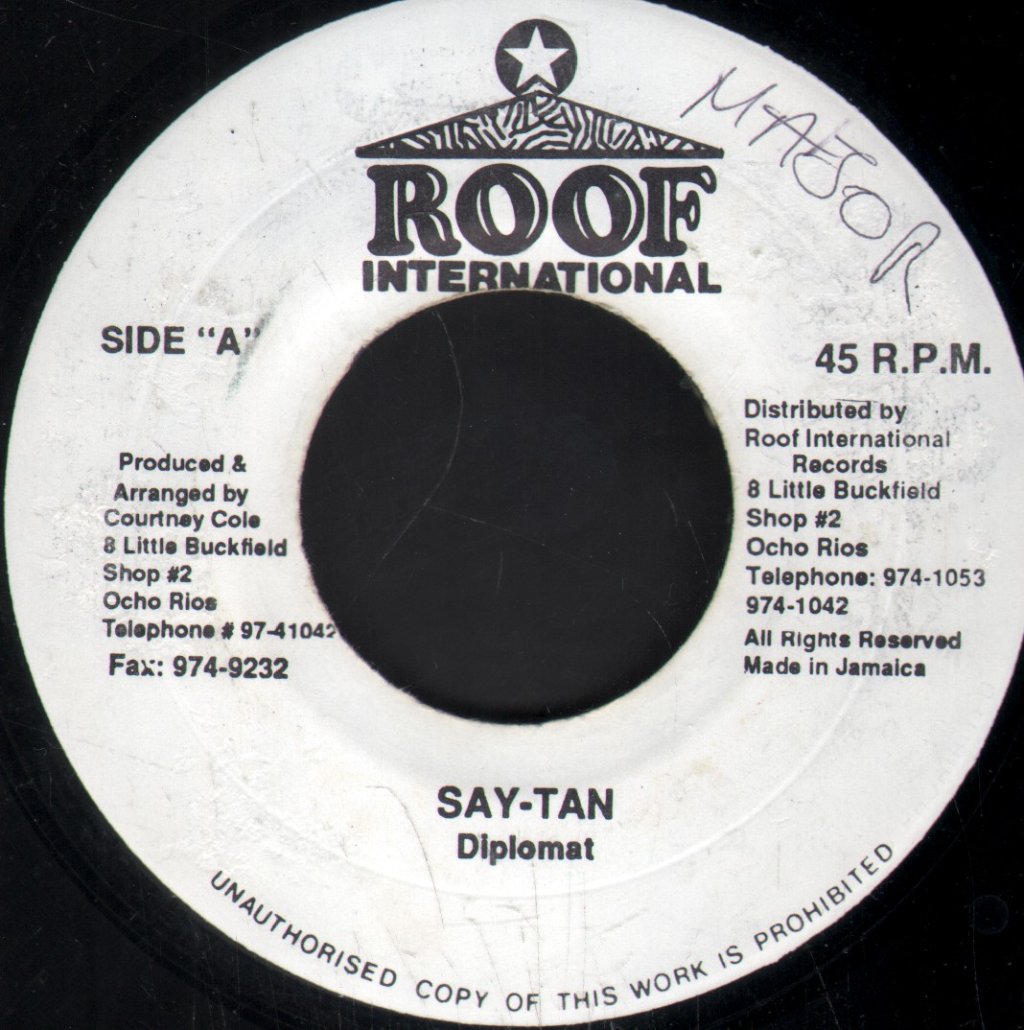 MAJOR
ROOF
INTERNATIONAL
SIDE "A"
45 R.P.M.
Produced &
Arranged by
Courtney Cole
8 Little Buckfield
Shop #2
Ocho Rios
Telephone # 97-41042
Fax: 974-9232
Distributed by
Roof International
Records
8 Little Buckfield
Shop #2
Ocho Rios
Telephone: 974-1053
974-1042
All Rights Reserved
Made in Jamaica
SAY-TAN
Diplomat
UNAUTHORISED COPY OF THIS WORK IS PROHIBITED